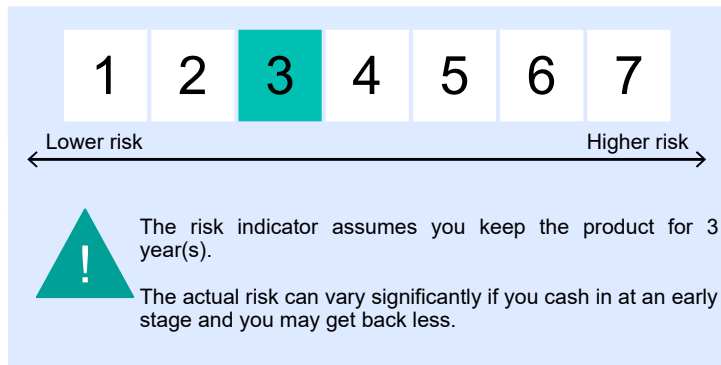 1 2 3 4 5 6 7
Lower risk Higher risk
!
The risk indicator assumes you keep the product for 3
year(s).
The actual risk can vary significantly if you cash in at an early
stage and you may get back less.